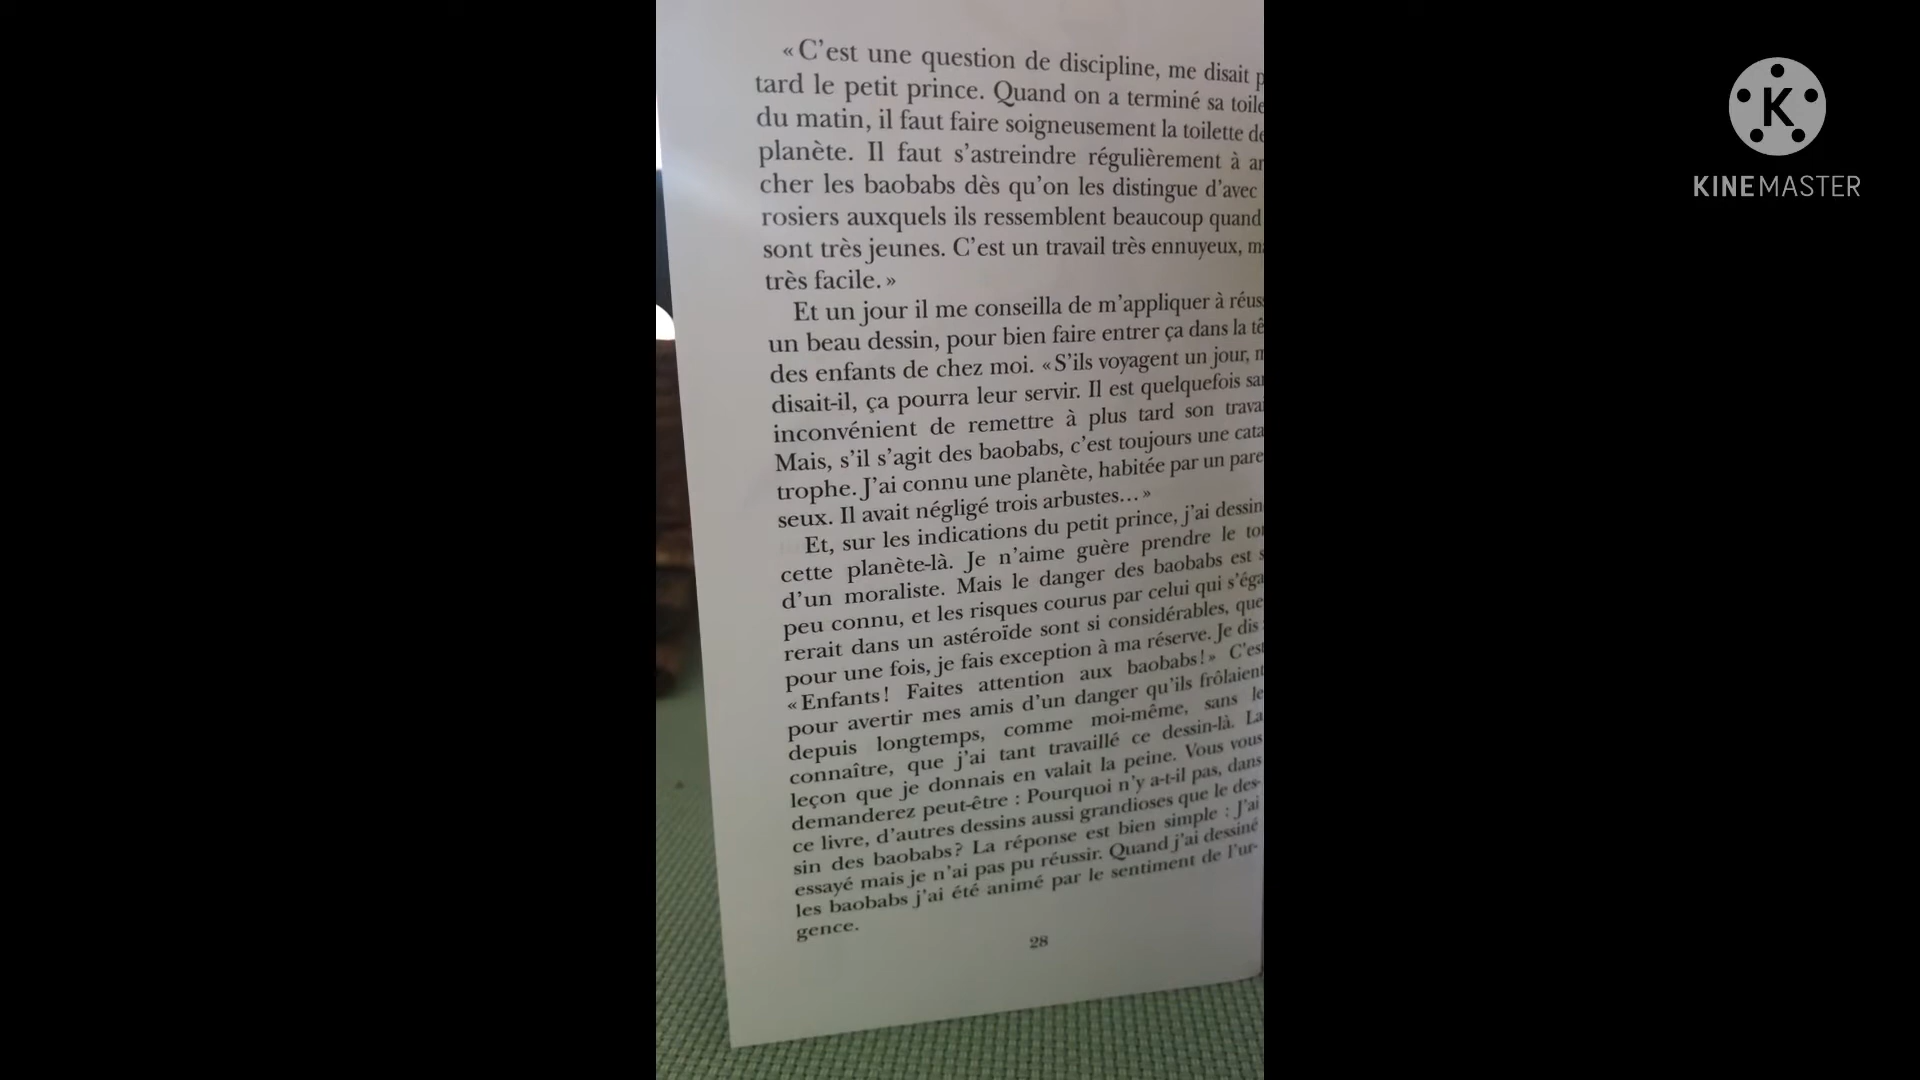 «C’est une question de discipline, me disait p
tard le petit prince. Quand on a terminé sa toile
du matin, il faut faire soigneusement la toilette de
planète. Il faut s’astreindre régulièrement à ar
cher les baobabs dès qu’on les distingue d’avec
rosiers auxquels ils ressemblent beaucoup quand
sont très jeunes. C’est un travail très ennuyeux, ma
très facile.»
Et un jour il me conseilla de m’appliquer à réuss
un beau dessin, pour bien faire entrer ça dans la tê
des enfants de chez moi. «S’ils voyagent un jour, m
disait-il, ça pourra leur servir. Il est quelquefois san
inconvénient de remettre à plus tard son travai
Mais, s’il s’agit des baobabs, c’est toujours une cata
trophe. J’ai connu une planète, habitée par un pare
seux. Il avait négligé trois arbustes...»
Et, sur les indications du petit prince, j’ai dessin
cette planète-là. Je n’aime guère prendre le to
d’un moraliste. Mais le danger des baobabs est s
peu connu, et les risques courus par celui qui s’éga
rerait dans un astéroïde sont si considérables, que
pour une fois, je fais exception à ma réserve. Je dis
«Enfants! Faites attention aux baobabs!» C’est
pour avertir mes amis d’un danger qu’ils frôlaient
depuis longtemps, comme moi-même, sans le
connaître, que j’ai tant travaillé ce dessin-là. La
leçon que je donnais en valait la peine. Vous vous
demanderez peut-être : Pourquoi n’y a-t-il pas, dans
ce livre, d’autres dessins aussi grandioses que le des-
sin des baobabs? La réponse est bien simple : J’ai
essayé mais je n’ai pas pu réussir. Quand j’ai dessiné
les baobabs j’ai été animé par le sentiment de l’ur-
gence.
28
K
KINEMASTER